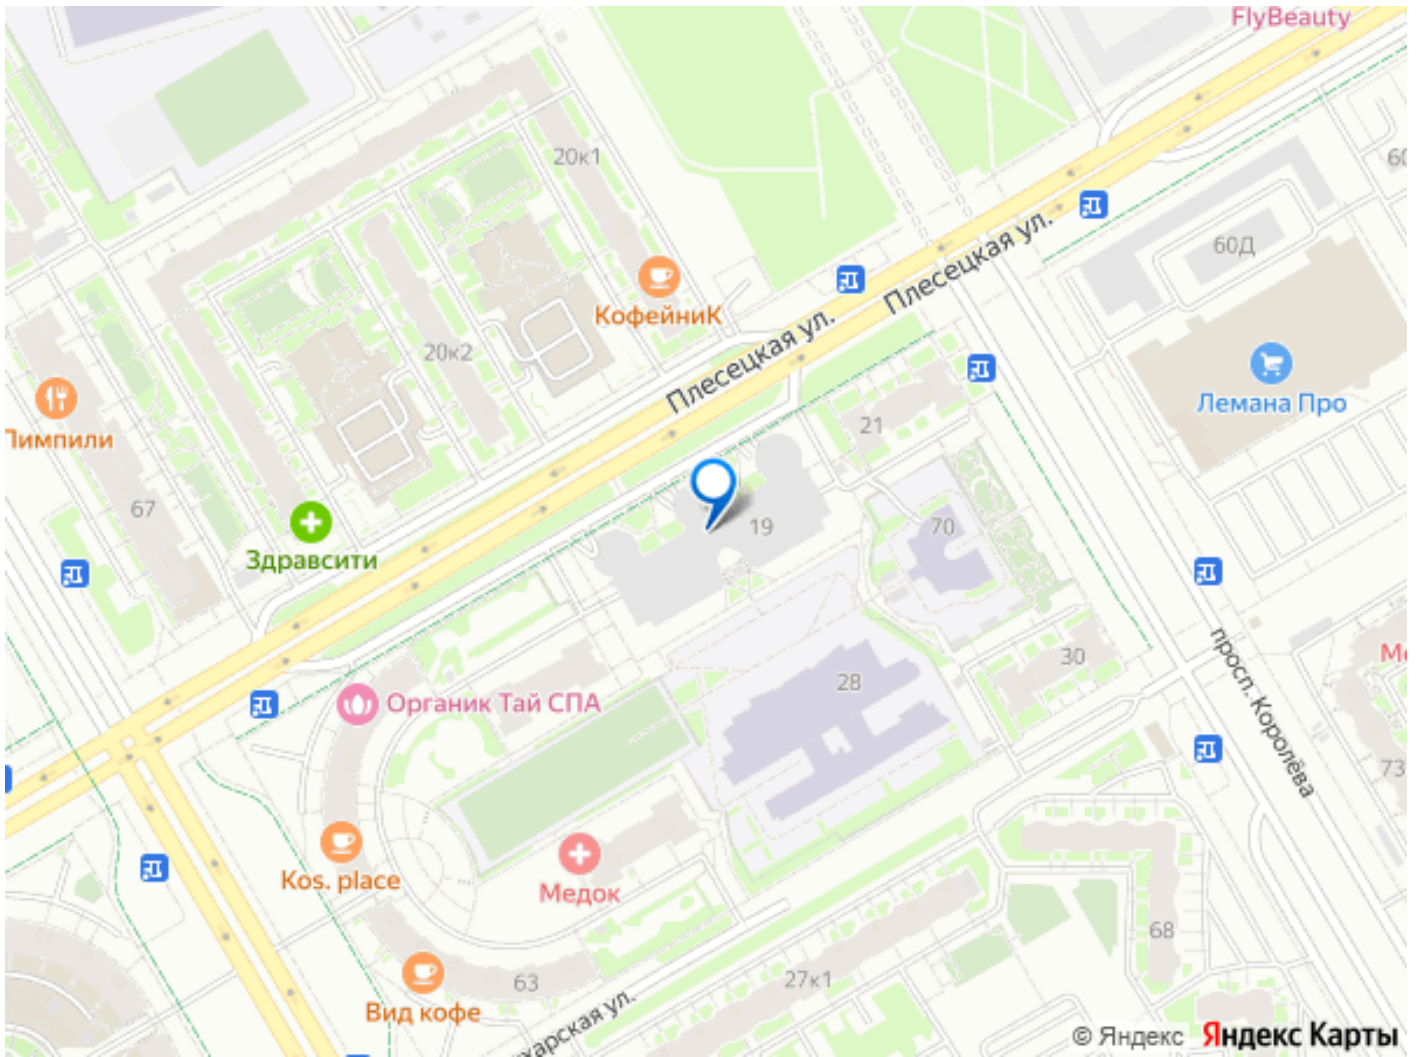 FlyBeauty
20к1
60
60Д
Плесецкая ул.
КофейниК
Плесецкая ул.
20к2
Лемана Про
21
67
19
70
Здравсити
30
28
Органик Тай СПА
просп. Королёва
73
Kos. place
Медок
68
63
27к1
Вид кофе
© Яндекс Яндекс Карты